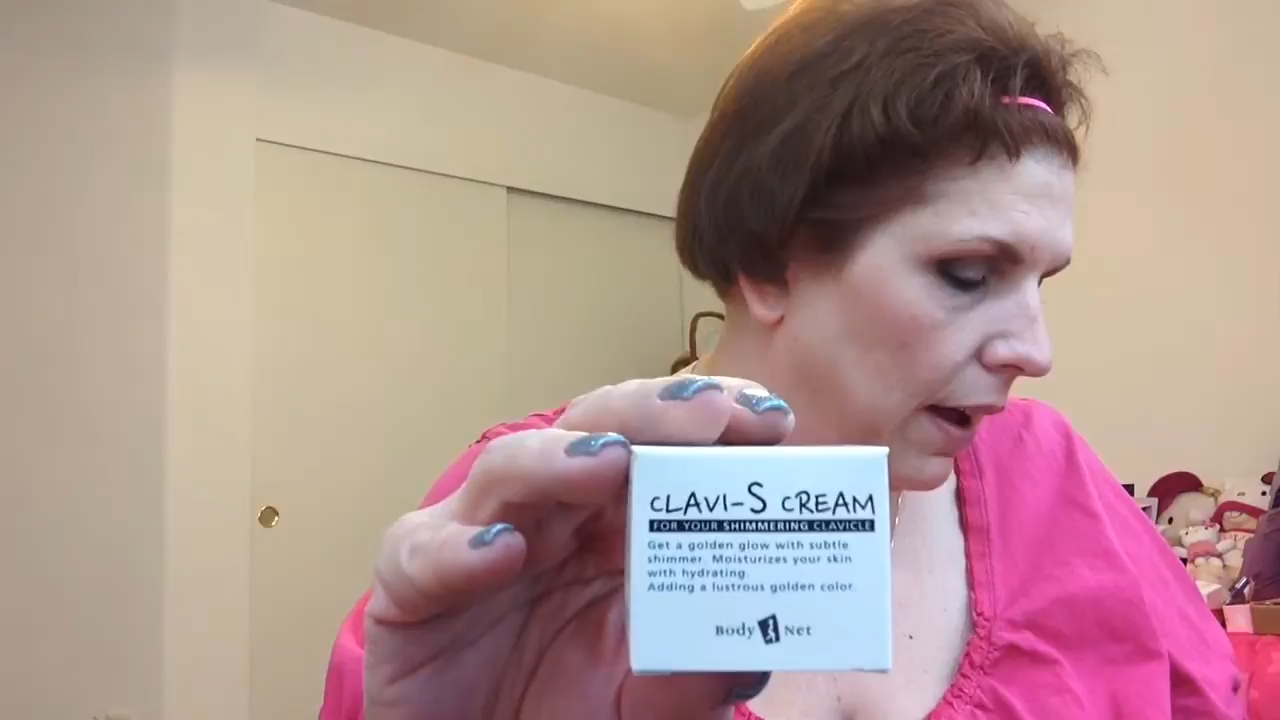 CLAVI-S CREAM
FOR YOUR SHIMMERING CLAVICLE
Get a golden glow with subtle
shimmer. Moisturizes your skin
with hydrating.
Adding a lustrous golden color.
Body Net